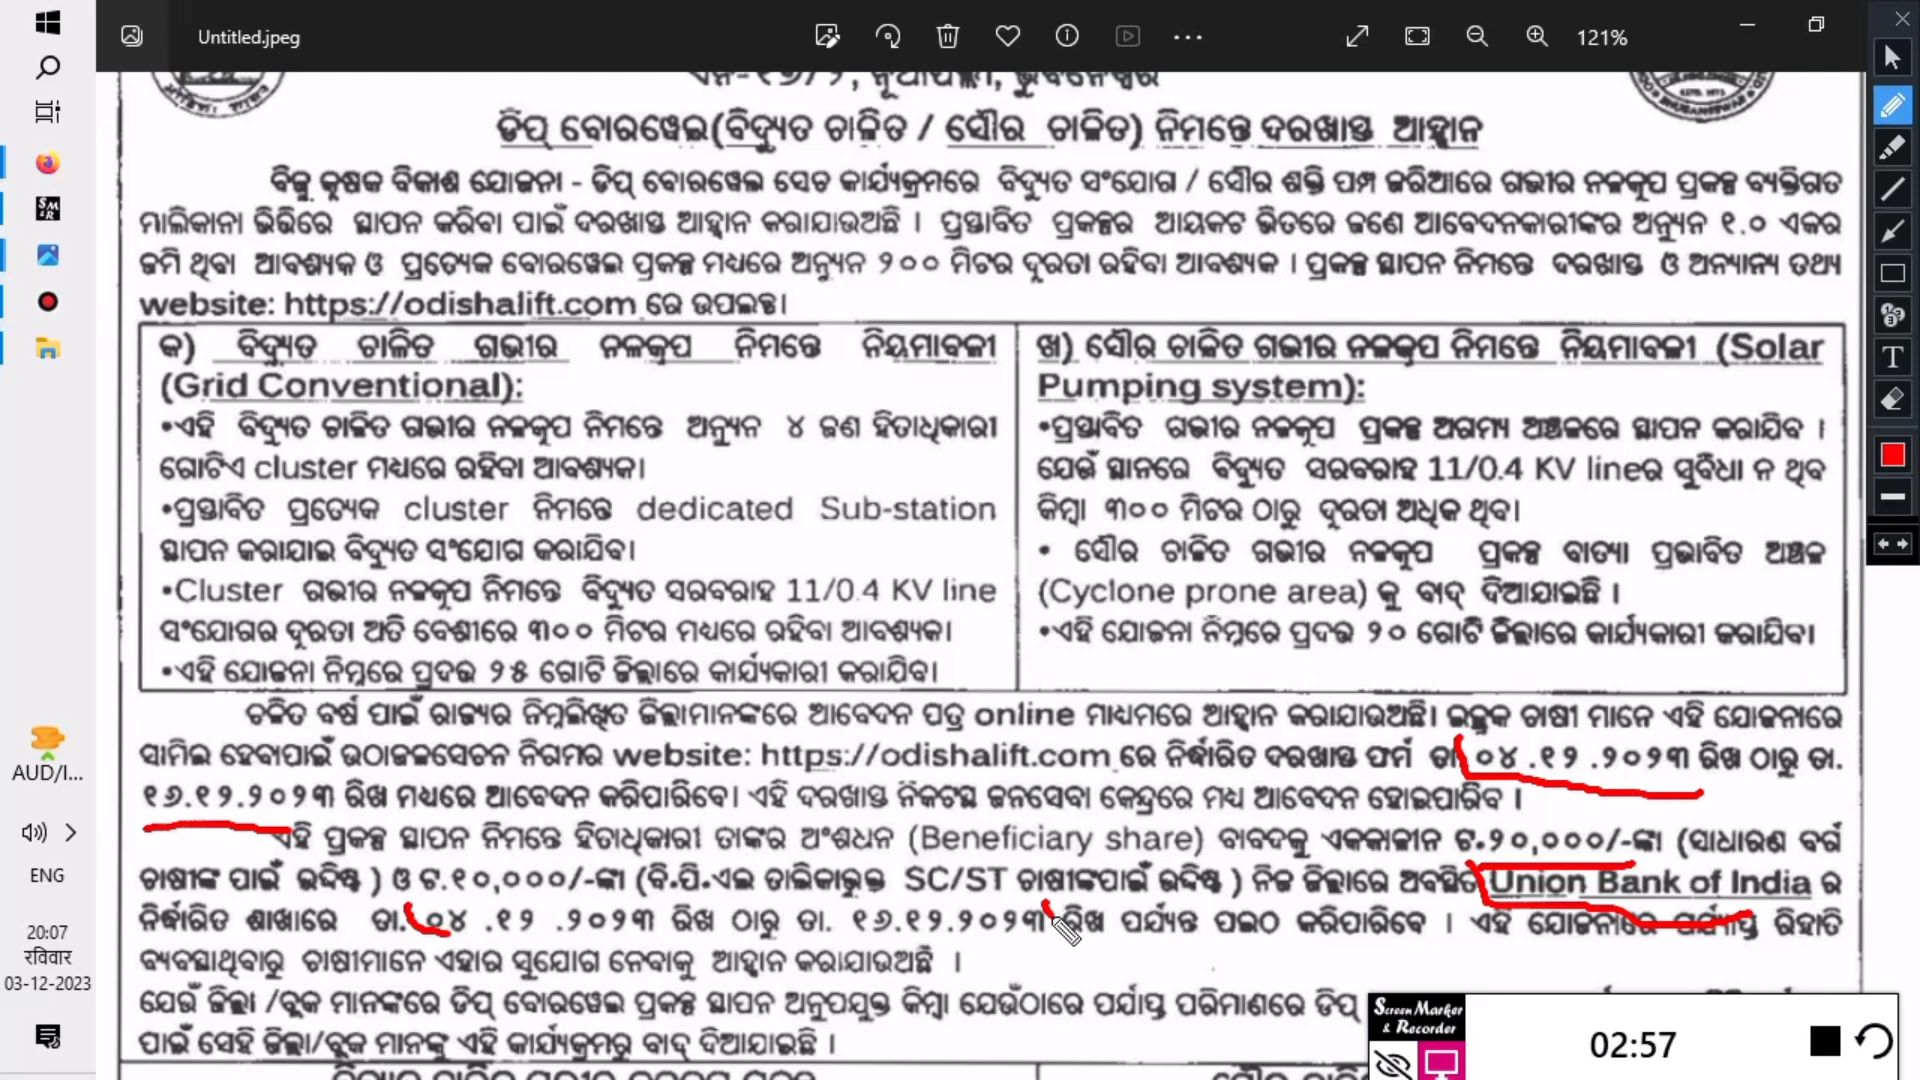 Untitled.jpeg
121%
ଡିପ୍ ବୋରୱେଲ(ବିଦ୍ୟୁତ ଚାଳିତ / ସୌର ଚାଳିତ) ନିମନ୍ତେ ଦରଖାସ୍ତ ଆହ୍ୱାନ
ବିଜୁ କୃଷକ ବିକାଶ ଯୋଜନା - ଡିପ୍ ବୋରୱେଲ ସେଚ କାର୍ଯ୍ୟକ୍ରମରେ ବିଦ୍ୟୁତ ସଂଯୋଗ / ସୌର ଶକ୍ତି ପମ୍ପ ଜରିଆରେ ଗଭୀର ନଳକୂପ ପ୍ରକଳ୍ପ ବ୍ୟକ୍ତିଗତ
ମାଲିକାନା ଭିତ୍ତିରେ ସ୍ଥାପନ କରିବା ପାଇଁ ଦରଖାସ୍ତ ଆହ୍ୱାନ କରାଯାଉଅଛି । ପ୍ରସ୍ତାବିତ ପ୍ରକଳ୍ପର ଆୟକଟ ଭିତରେ ଜଣେ ଆବେଦନକାରୀଙ୍କର ଅନ୍ୟୁନ ୧.୦ ଏକର
ଜମି ଥିବା ଆବଶ୍ୟକ ଓ ପ୍ରତ୍ୟେକ ବୋରୱେଲ ପ୍ରକଳ୍ପ ମଧ୍ୟରେ ଅନ୍ୟୁନ ୨୦୦ ମିଟର ଦୂରତା ରହିବା ଆବଶ୍ୟକ । ପ୍ରକଳ୍ପ ସ୍ଥାପନ ନିମନ୍ତେ ଦରଖାସ୍ତ ଓ ଅନ୍ୟାନ୍ୟ ତଥ୍ୟ
website: https://odishalift.com ରେ ଉପଲବ୍ଧ।
କ) ବିଦ୍ୟୁତ ଚାଳିତ ଗଭୀର ନଳକୂପ ନିମନ୍ତେ ନିୟମାବଳୀ
(Grid Conventional):
•ଏହି ବିଦ୍ୟୁତ ଚାଳିତ ଗଭୀର ନଳକୂପ ନିମନ୍ତେ ଅନ୍ୟୁନ ୪ ଜଣ ହିତାଧିକାରୀ
ଗୋଟିଏ cluster ମଧ୍ୟରେ ରହିବା ଆବଶ୍ୟକ।
•ପ୍ରସ୍ତାବିତ ପ୍ରତ୍ୟେକ cluster ନିମନ୍ତେ dedicated Sub-station
ସ୍ଥାପନ କରାଯାଇ ବିଦ୍ୟୁତ ସଂଯୋଗ କରାଯିବ।
•Cluster ଗଭୀର ନଳକୂପ ନିମନ୍ତେ ବିଦ୍ୟୁତ ସରବରାହ 11/0.4 KV line
ସଂଯୋଗର ଦୂରତା ଅତି ବେଶୀରେ ୩୦୦ ମିଟର ମଧ୍ୟରେ ରହିବା ଆବଶ୍ୟକ।
•ଏହି ଯୋଜନା ନିମ୍ନରେ ପ୍ରଦତ୍ତ ୨୫ ଗୋଟି ଜିଲ୍ଲାରେ କାର୍ଯ୍ୟକାରୀ କରାଯିବ।
ଖ) ସୌର ଚାଳିତ ଗଭୀର ନଳକୂପ ନିମନ୍ତେ ନିୟମାବଳୀ (Solar
Pumping system):
•ପ୍ରସ୍ତାବିତ ଗଭୀର ନଳକୂପ ପ୍ରକଳ୍ପ ଅଗମ୍ୟ ଅଞ୍ଚଳରେ ସ୍ଥାପନ କରାଯିବ ।
ଯେଉଁ ସ୍ଥାନରେ ବିଦ୍ୟୁତ ସରବରାହ 11/0.4 KV lineର ସୁବିଧା ନ ଥିବ
କିମ୍ବା ୩୦୦ ମିଟର ଠାରୁ ଦୂରତା ଅଧିକ ଥିବ।
• ସୌର ଚାଳିତ ଗଭୀର ନଳକୂପ ପ୍ରକଳ୍ପ ବାତ୍ୟା ପ୍ରଭାବିତ ଅଞ୍ଚଳ
(Cyclone prone area) କୁ ବାଦ୍ ଦିଆଯାଇଛି ।
•ଏହି ଯୋଜନା ନିମ୍ନରେ ପ୍ରଦତ୍ତ ୨୦ ଗୋଟି ଜିଲ୍ଲାରେ କାର୍ଯ୍ୟକାରୀ କରାଯିବ।
ଚଳିତ ବର୍ଷ ପାଇଁ ରାଜ୍ୟର ନିମ୍ନଲିଖିତ ଜିଲ୍ଲାମାନଙ୍କରେ ଆବେଦନ ପତ୍ର online ମାଧ୍ୟମରେ ଆହ୍ୱାନ କରାଯାଉଅଛି। ଇଚ୍ଛୁକ ଚାଷୀ ମାନେ ଏହି ଯୋଜନାରେ
ସାମିଲ ହେବାପାଇଁ ଉଠାଜଳସେଚନ ନିଗମର website: https://odishalift.com ରେ ନିର୍ଦ୍ଧାରିତ ଦରଖାସ୍ତ ଫର୍ମ ତା. ୦୪ .୧୨ .୨୦୨୩ ରିଖ ଠାରୁ ତା.
୧୬.୧୨.୨୦୨୩ ରିଖ ମଧ୍ୟରେ ଆବେଦନ କରିପାରିବେ। ଏହି ଦରଖାସ୍ତ ନିକଟସ୍ଥ ଜନସେବା କେନ୍ଦ୍ରରେ ମଧ୍ୟ ଆବେଦନ ହୋଇପାରିବ ।
ଏହି ପ୍ରକଳ୍ପ ସ୍ଥାପନ ନିମନ୍ତେ ହିତାଧିକାରୀ ତାଙ୍କର ଅଂଶଧନ (Beneficiary share) ବାବଦକୁ ଏକକାଳୀନ ଟ.୨୦,୦୦୦/-ଙ୍କା (ସାଧାରଣ ବର୍ଗ
ଚାଷୀଙ୍କ ପାଇଁ ଉଦ୍ଦିଷ୍ଟ ) ଓ ଟ.୧୦,୦୦୦/-ଙ୍କା (ବି.ପି.ଏଲ ତାଲିକାଭୁକ୍ତ SC/ST ଚାଷୀଙ୍କପାଇଁ ଉଦ୍ଦିଷ୍ଟ ) ନିଜ ଜିଲ୍ଲାରେ ଅବସ୍ଥିତ Union Bank of India ର
ନିର୍ଦ୍ଧାରିତ ଶାଖାରେ ତା. ୦୪ .୧୨ .୨୦୨୩ ରିଖ ଠାରୁ ତା. ୧୬.୧୨.୨୦୨୩ ରିଖ ପର୍ଯ୍ୟନ୍ତ ପଇଠ କରିପାରିବେ । ଏହି ଯୋଜନାରେ ପର୍ଯ୍ୟାପ୍ତ ରିହାତି
ବ୍ୟବସ୍ଥାଥିବାରୁ ଚାଷୀମାନେ ଏହାର ସୁଯୋଗ ନେବାକୁ ଆହ୍ୱାନ କରାଯାଉଅଛି ।
ଯେଉଁ ଜିଲ୍ଲା /ବ୍ଲକ ମାନଙ୍କରେ ଡିପ୍ ବୋରୱେଲ ପ୍ରକଳ୍ପ ସ୍ଥାପନ ଅନୁପଯୁକ୍ତ କିମ୍ବା ଯେଉଁଠାରେ ପର୍ଯାପ୍ତ ପରିମାଣରେ ଡିପ୍
ପାଇଁ ସେହି ଜିଲ୍ଲା/ବ୍ଲକ ମାନଙ୍କୁ ଏହି କାର୍ଯ୍ୟକ୍ରମରୁ ବାଦ୍ ଦିଆଯାଇଛି ।
AUD/I...
ENG
20:07
रविवार
03-12-2023
Screen Marker
& Recorder
02:57